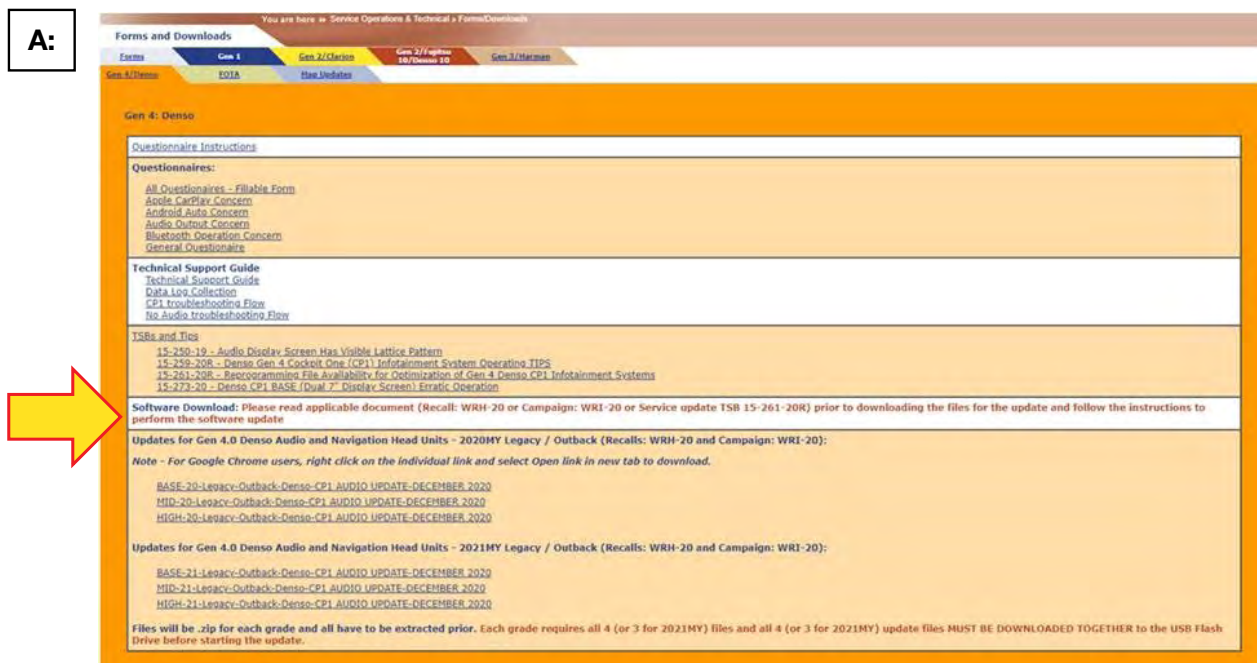 A:
You are here » Service Operations & Technical » Forms/Downloads
Forms and Downloads
Forms
Gen 1
Gen 2/Clarion
Gen 2/Fujitsu
10/Denso 10
Gen 3/Harman
Gen 4/Denso
FOTA
Map Updates
Gen 4: Denso
Questionnaire Instructions
Questionnaires:
All Questionaires - Fillable Form
Apple CarPlay Concern
Android Auto Concern
Audio Output Concern
Bluetooth Operation Concern
General Questionaire
Technical Support Guide
Technical Support Guide
Data Log Collection
CP1 troubleshooting Flow
No Audio troubleshooting Flow
TSBs and Tips
15-250-19 - Audio Display Screen Has Visible Lattice Pattern
15-259-20R - Denso Gen 4 Cockpit One (CP1) Infotainment System Operating TIPS
15-261-20R - Reprogramming File Availability for Optimization of Gen 4 Denso CP1 Infotainment Systems
15-273-20 - Denso CP1 BASE (Dual 7" Display Screen) Erratic Operation
Software Download: Please read applicable document (Recall: WRH-20 or Campaign: WRI-20 or Service update TSB 15-261-20R) prior to downloading the files for the update and follow the instructions to
perform the software update
Updates for Gen 4.0 Denso Audio and Navigation Head Units - 2020MY Legacy / Outback (Recalls: WRH-20 and Campaign: WRI-20):
Note - For Google Chrome users, right click on the individual link and select Open link in new tab to download.
BASE-20-Legacy-Outback-Denso-CP1 AUDIO UPDATE-DECEMBER 2020
MID-20-Legacy-Outback-Denso-CP1 AUDIO UPDATE-DECEMBER 2020
HIGH-20-Legacy-Outback-Denso-CP1 AUDIO UPDATE-DECEMBER 2020
Updates for Gen 4.0 Denso Audio and Navigation Head Units - 2021MY Legacy / Outback (Recalls: WRH-20 and Campaign: WRI-20):
BASE-21-Legacy-Outback-Denso-CP1 AUDIO UPDATE-DECEMBER 2020
MID-21-Legacy-Outback-Denso-CP1 AUDIO UPDATE-DECEMBER 2020
HIGH-21-Legacy-Outback-Denso-CP1 AUDIO UPDATE-DECEMBER 2020
Files will be .zip for each grade and all have to be extracted prior. Each grade requires all 4 (or 3 for 2021MY) files and all 4 (or 3 for 2021MY) update files MUST BE DOWNLOADED TOGETHER to the USB Flash
Drive before starting the update.